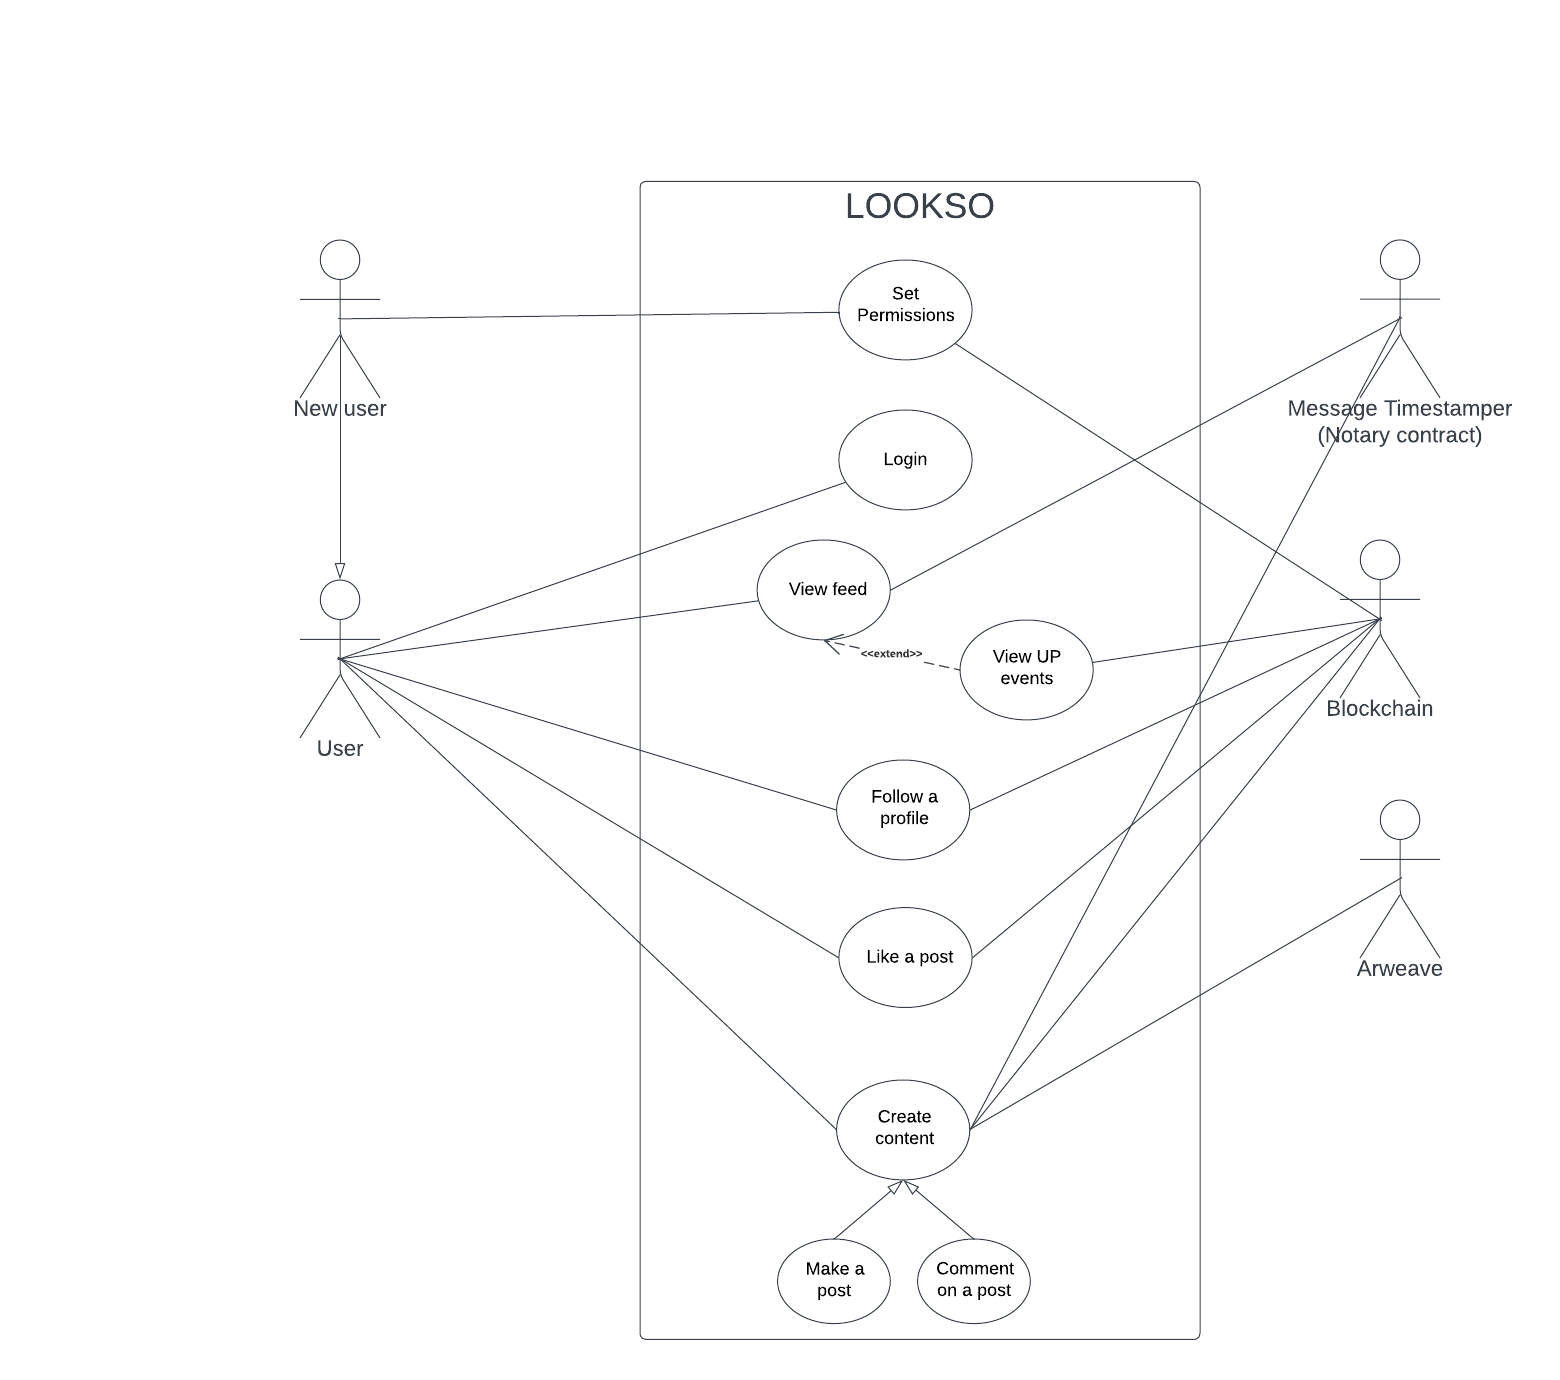 LOOKSO
Set
Permissions
New user
Message Timestamper
(Notary contract)
Login
View feed
<<extend>>
View UP
events
Blockchain
User
Follow a
profile
Like a post
Arweave
Create
content
Make a
post
Comment
on a post